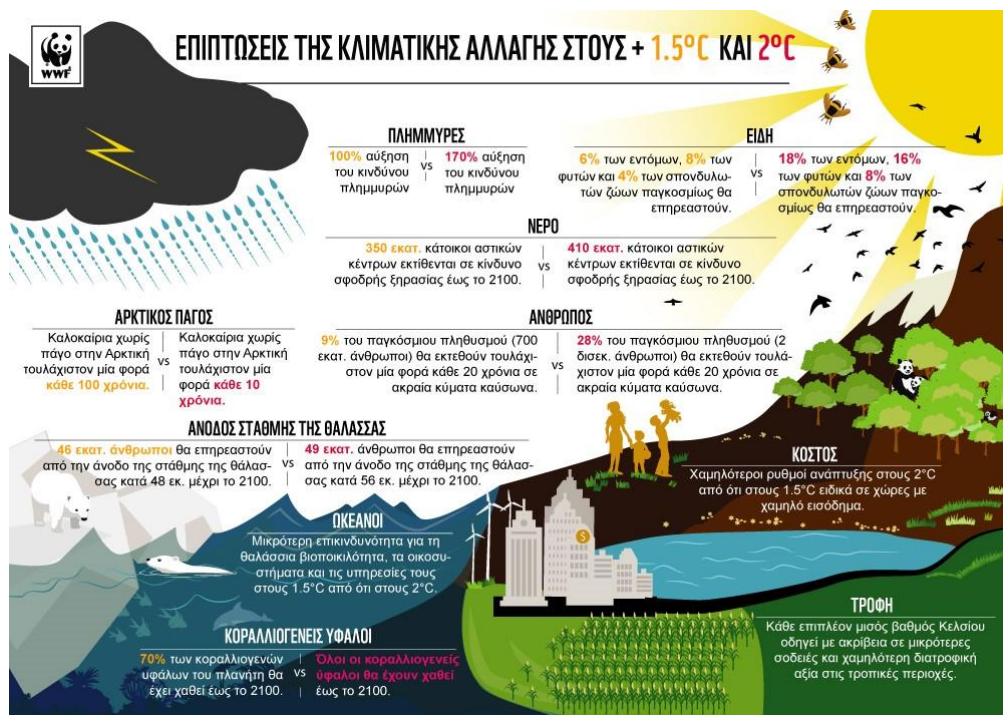 ΕΠΙΠΤΩΣΕΙΣ ΤΗΣ ΚΛΙΜΑΤΙΚΗΣ ΑΛΛΑΓΗΣ ΣΤΟΥΣ + 1.5°C ΚΑΙ 2°C
WWF
ΠΛΗΜΜΥΡΕΣ
100% αύξηση
του κινδύνου
πλημμυρών
vs
170% αύξηση
του κινδύνου
πλημμυρών
ΕΙΔΗ
6% των εντόμων, 8% των
φυτών και 4% των σπονδυλω-
τών ζώων παγκοσμίως θα
επηρεαστούν.
vs
18% των εντόμων, 16%
των φυτών και 8% των
σπονδυλωτών ζώων παγκο-
σμίως θα επηρεαστούν.
ΝΕΡΟ
350 εκατ. κάτοικοι αστικών
κέντρων εκτίθενται σε κίνδυνο
σφοδρής ξηρασίας έως το 2100.
vs
410 εκατ. κάτοικοι αστικών
κέντρων εκτίθενται σε κίνδυνο
σφοδρής ξηρασίας έως το 2100.
ΑΡΚΤΙΚΟΣ ΠΑΓΟΣ
Καλοκαίρια χωρίς
πάγο στην Αρκτική
τουλάχιστον μία φορά
κάθε 100 χρόνια.
vs
Καλοκαίρια χωρίς
πάγο στην Αρκτική
τουλάχιστον μία
φορά κάθε 10
χρόνια.
ΑΝΘΡΩΠΟΣ
9% του παγκόσμιου πληθυσμού (700
εκατ. άνθρωποι) θα εκτεθούν τουλάχι-
στον μία φορά κάθε 20 χρόνια σε
ακραία κύματα καύσωνα.
vs
28% του παγκόσμιου πληθυσμού (2
δισεκ. άνθρωποι) θα εκτεθούν τουλά-
χιστον μία φορά κάθε 20 χρόνια σε
ακραία κύματα καύσωνα.
ΑΝΟΔΟΣ ΣΤΑΘΜΗΣ ΤΗΣ ΘΑΛΑΣΣΑΣ
46 εκατ. άνθρωποι θα επηρεαστούν
από την άνοδο της στάθμης της θάλασ-
σας κατά 48 εκ. μέχρι το 2100.
vs
49 εκατ. άνθρωποι θα επηρεαστούν
από την άνοδο της στάθμης της θάλασ-
σας κατά 56 εκ. μέχρι το 2100.
ΚΟΣΤΟΣ
Χαμηλότεροι ρυθμοί ανάπτυξης στους 2°C
από ότι στους 1.5°C ειδικά σε χώρες με
χαμηλό εισόδημα.
ΩΚΕΑΝΟΙ
Μικρότερη επικινδυνότητα για τη
θαλάσσια βιοποικιλότητα, τα οικοσυ-
στήματα και τις υπηρεσίες τους
στους 1.5°C από ότι στους 2°C.
$
ΤΡΟΦΗ
Κάθε επιπλέον μισός βαθμός Κελσίου
οδηγεί με ακρίβεια σε μικρότερες
σοδειές και χαμηλότερη διατροφική
αξία στις τροπικές περιοχές.
ΚΟΡΑΛΛΙΟΓΕΝΕΙΣ ΥΦΑΛΟΙ
70% των κοραλλιογενών
υφάλων του πλανήτη θα
έχει χαθεί έως το 2100.
vs
Όλοι οι κοραλλιογενείς
ύφαλοι θα έχουν χαθεί
έως το 2100.